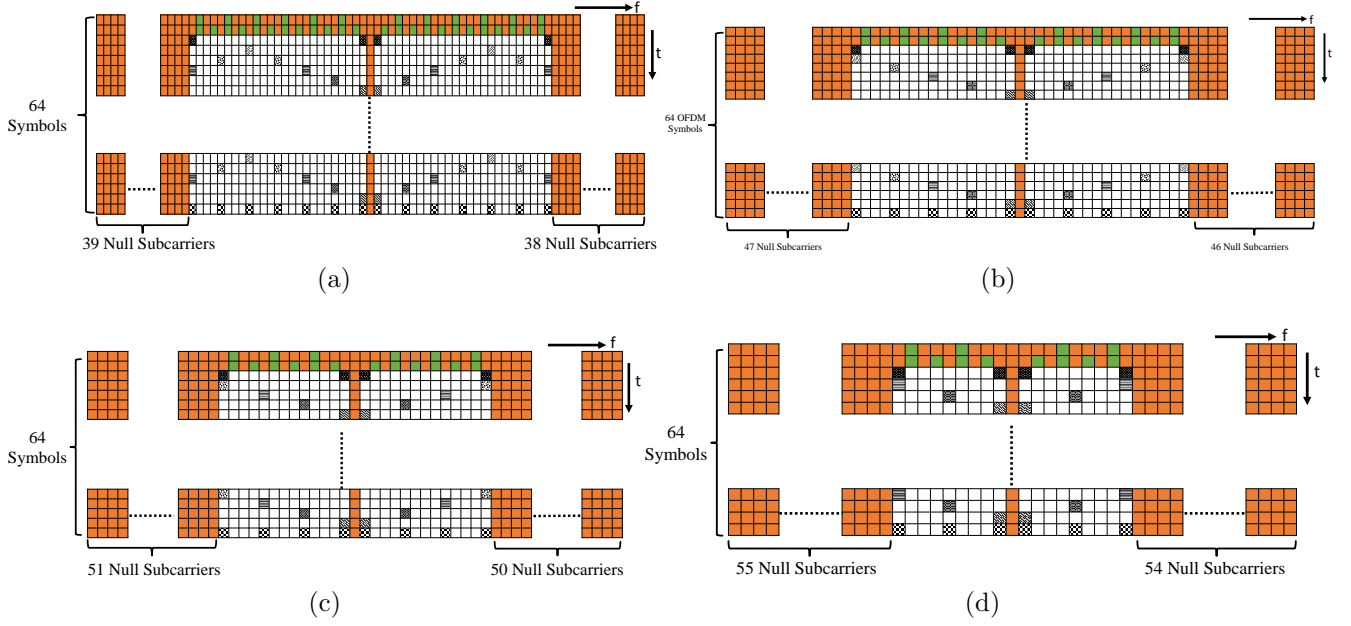 f
t
64
Symbols
39 Null Subcarriers
38 Null Subcarriers
(a)
f
t
64 OFDM
Symbols
47 Null Subcarriers
46 Null Subcarriers
(b)
f
t
64
Symbols
51 Null Subcarriers
50 Null Subcarriers
(c)
f
t
64
Symbols
55 Null Subcarriers
54 Null Subcarriers
(d)